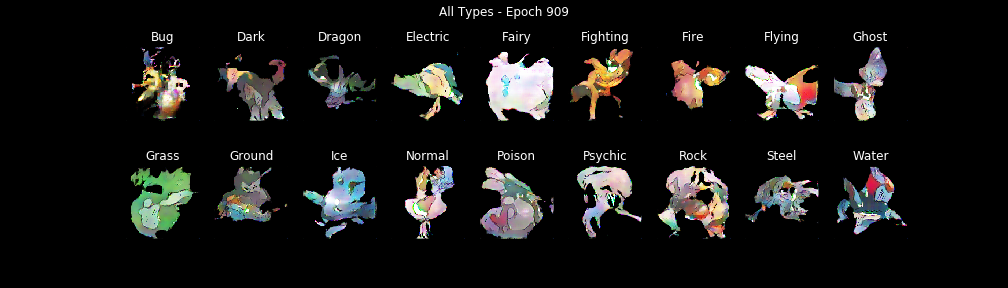 All Types - Epoch 909
Bug Dark Dragon Electric Fairy Fighting Fire Flying Ghost
Grass Ground Ice Normal Poison Psychic Rock Steel Water